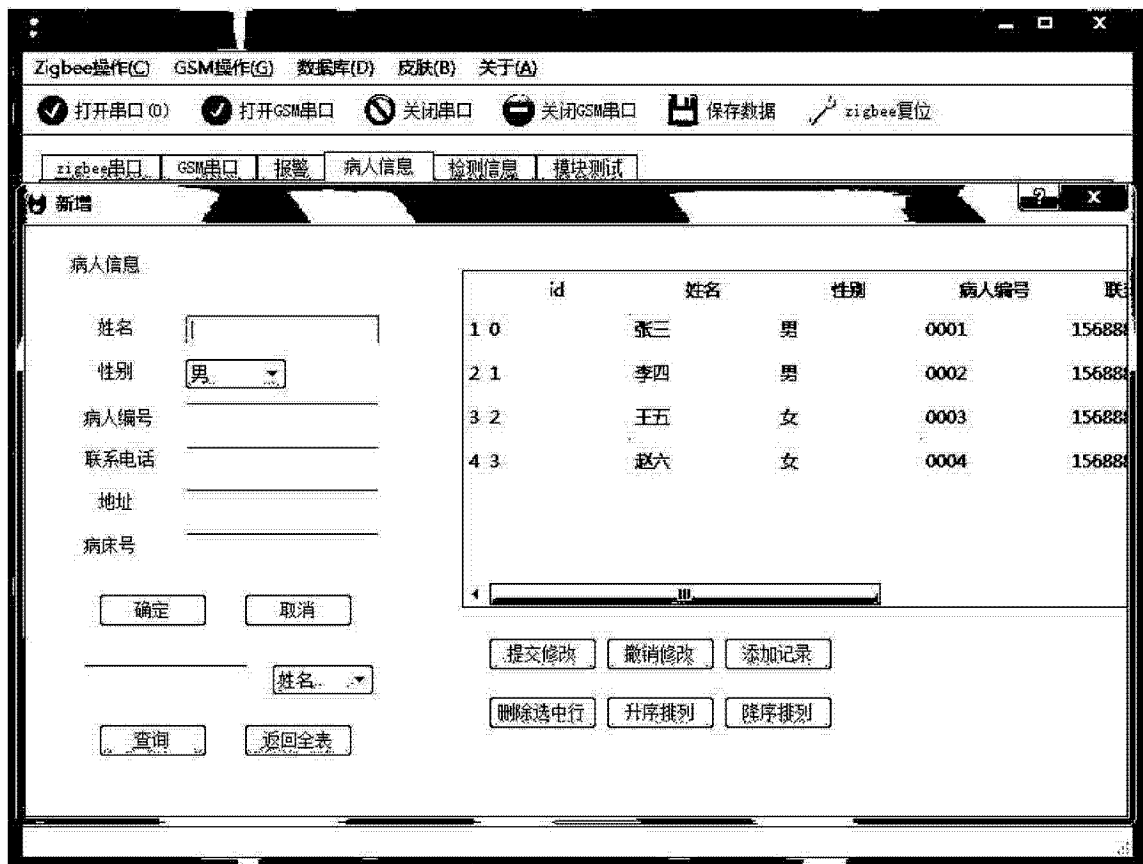 Zigbee操作(C) GSM操作(G) 数据库(D) 皮肤(B) 关于(A)
打开串口(O) 打开GSM串口 关闭串口 关闭GSM串口 保存数据 zigbee复位
zigbee串口 GSM串口 报警 病人信息 检测信息 模块测试
新增
病人信息
id 姓名 性别 病人编号
姓名
1 0 张三 男 0001 156888
性别 男
2 1 李四 男 0002 156888
病人编号
3 2 王五 女 0003 156888
联系电话
4 3 赵六 女 0004 156888
地址
病床号
确定 取消
提交修改 撤销修改 添加记录
姓名
删除选中行 升序排列 降序排列
查询 返回全表